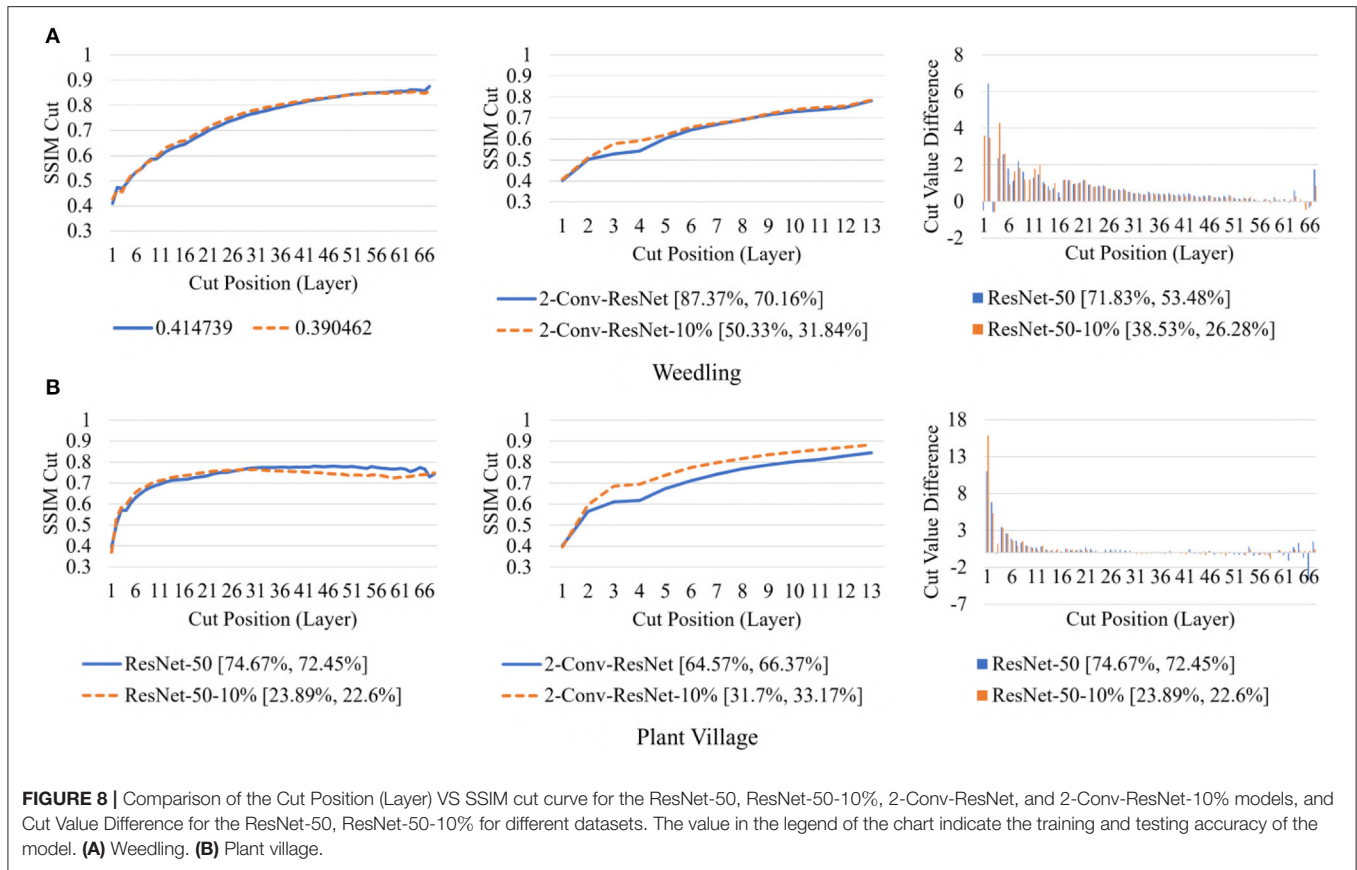 A
1
0.9
0.8
0.7
0.6
0.5
0.4
0.3
SSIM Cut
1 6 11 16 21 26 31 36 41 46 51 56 61 66
Cut Position (Layer)
0.414739 0.390462
1
0.9
0.8
0.7
0.6
0.5
0.4
0.3
SSIM Cut
1 2 3 4 5 6 7 8 9 10 11 12 13
Cut Position (Layer)
2-Conv-ResNet [87.37%, 70.16%]
2-Conv-ResNet-10% [50.33%, 31.84%]
8
6
4
2
0
-2
Cut Value Difference
1 6 11 16 21 26 31 36 41 46 51 56 61 66
Cut Position (Layer)
ResNet-50 [71.83%, 53.48%]
ResNet-50-10% [38.53%, 26.28%]
Weedling
B
1
0.9
0.8
0.7
0.6
0.5
0.4
0.3
SSIM Cut
1 6 11 16 21 26 31 36 41 46 51 56 61 66
Cut Position (Layer)
ResNet-50 [74.67%, 72.45%]
ResNet-50-10% [23.89%, 22.6%]
1
0.9
0.8
0.7
0.6
0.5
0.4
0.3
SSIM Cut
1 2 3 4 5 6 7 8 9 10 11 12 13
Cut Position (Layer)
2-Conv-ResNet [64.57%, 66.37%]
2-Conv-ResNet-10% [31.7%, 33.17%]
18
13
8
3
-2
-7
Cut Value Difference
1 6 11 16 21 26 31 36 41 46 51 56 61 66
Cut Position (Layer)
ResNet-50 [74.67%, 72.45%]
ResNet-50-10% [23.89%, 22.6%]
Plant Village
FIGURE 8 | Comparison of the Cut Position (Layer) VS SSIM cut curve for the ResNet-50, ResNet-50-10%, 2-Conv-ResNet, and 2-Conv-ResNet-10% models, and
Cut Value Difference for the ResNet-50, ResNet-50-10% for different datasets. The value in the legend of the chart indicate the training and testing accuracy of the
model. (A) Weedling. (B) Plant village.